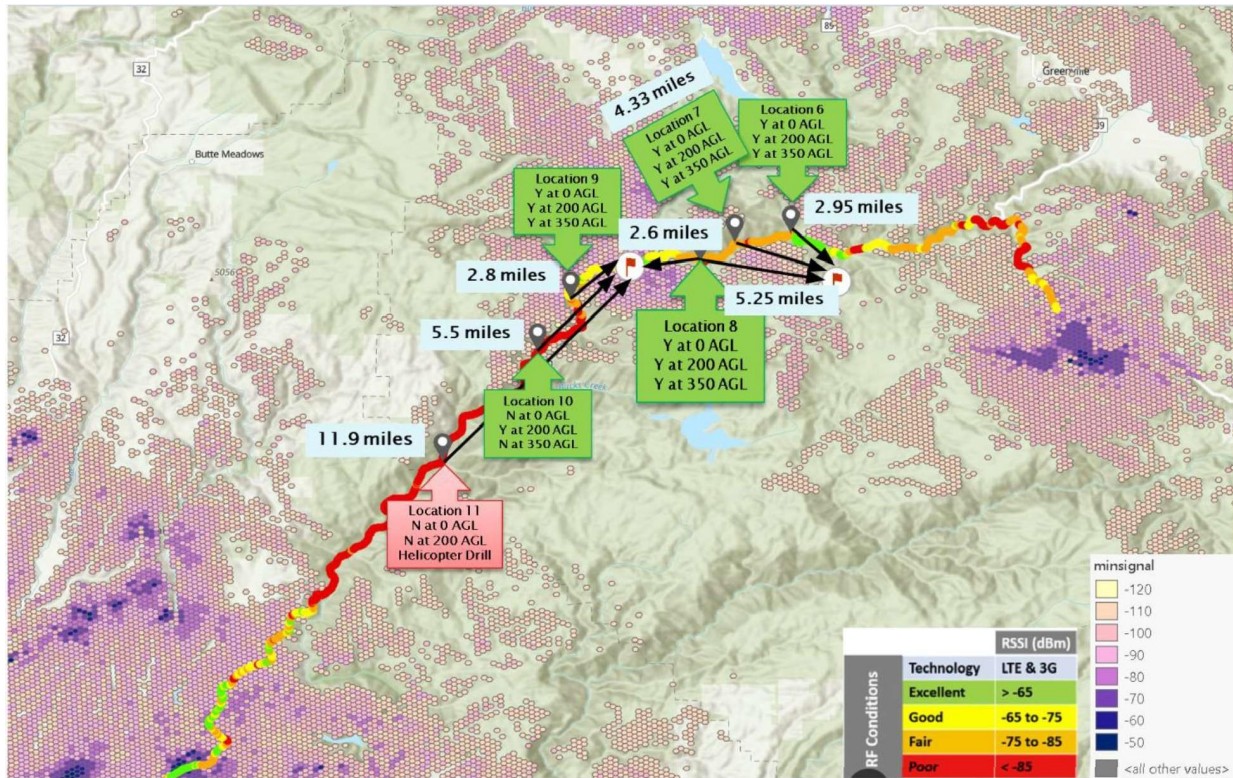 85
32
Greenville
4.33 miles
Location 7
Y at 0 AGL
Y at 200 AGL
Y at 350 AGL
Location 6
Y at 0 AGL
Y at 200 AGL
Y at 350 AGL
Butte Meadows
Location 9
Y at 0 AGL
Y at 200 AGL
Y at 350 AGL
2.95 miles
2.6 miles
5056
2.8 miles
5.25 miles
5.5 miles
32
Location 8
Y at 0 AGL
Y at 200 AGL
Y at 350 AGL
Location 10
N at 0 AGL
Y at 200 AGL
N at 350 AGL
11.9 miles
Location 11
N at 0 AGL
N at 200 AGL
Helicopter Drill
minsignal
-120
-110
-100
-90
-80
-70
-60
-50
<all other values>
RF Conditions
RSSI (dBm)
Technology LTE & 3G
Excellent > -65
Good -65 to -75
Fair -75 to -85
Poor < -85